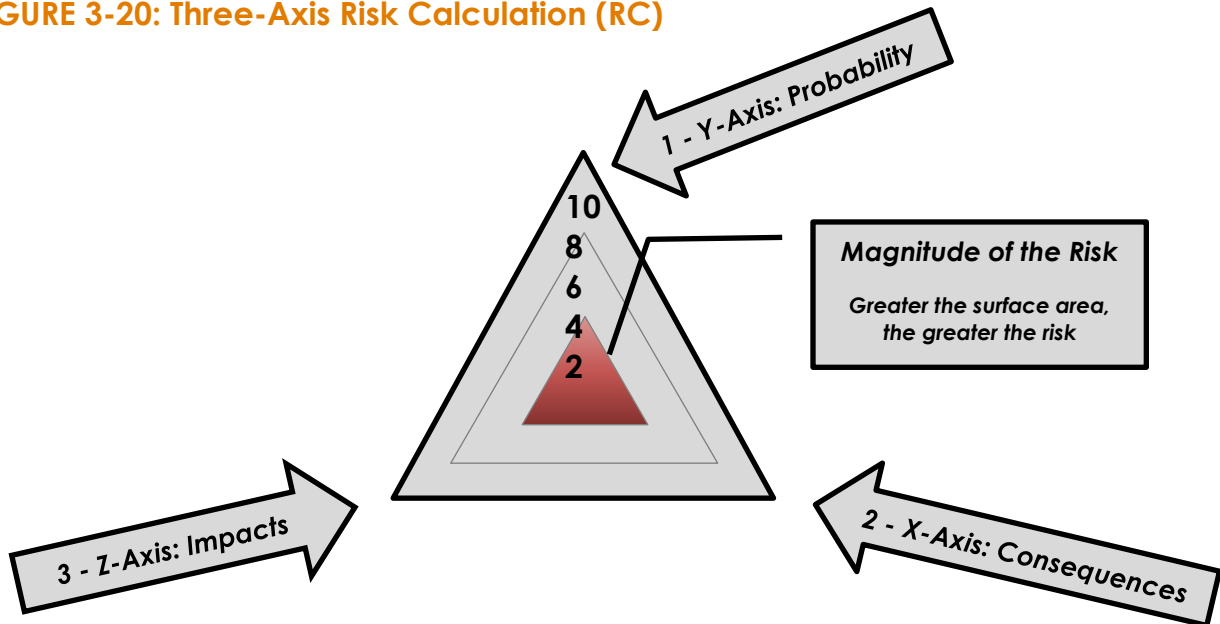 GURE 3-20: Three-Axis Risk Calculation (RC)
1 - Y-Axis: Probability
10
8
6
4
2
Magnitude of the Risk
Greater the surface area,
the greater the risk
3 - Z-Axis: Impacts
2 - X-Axis: Consequences